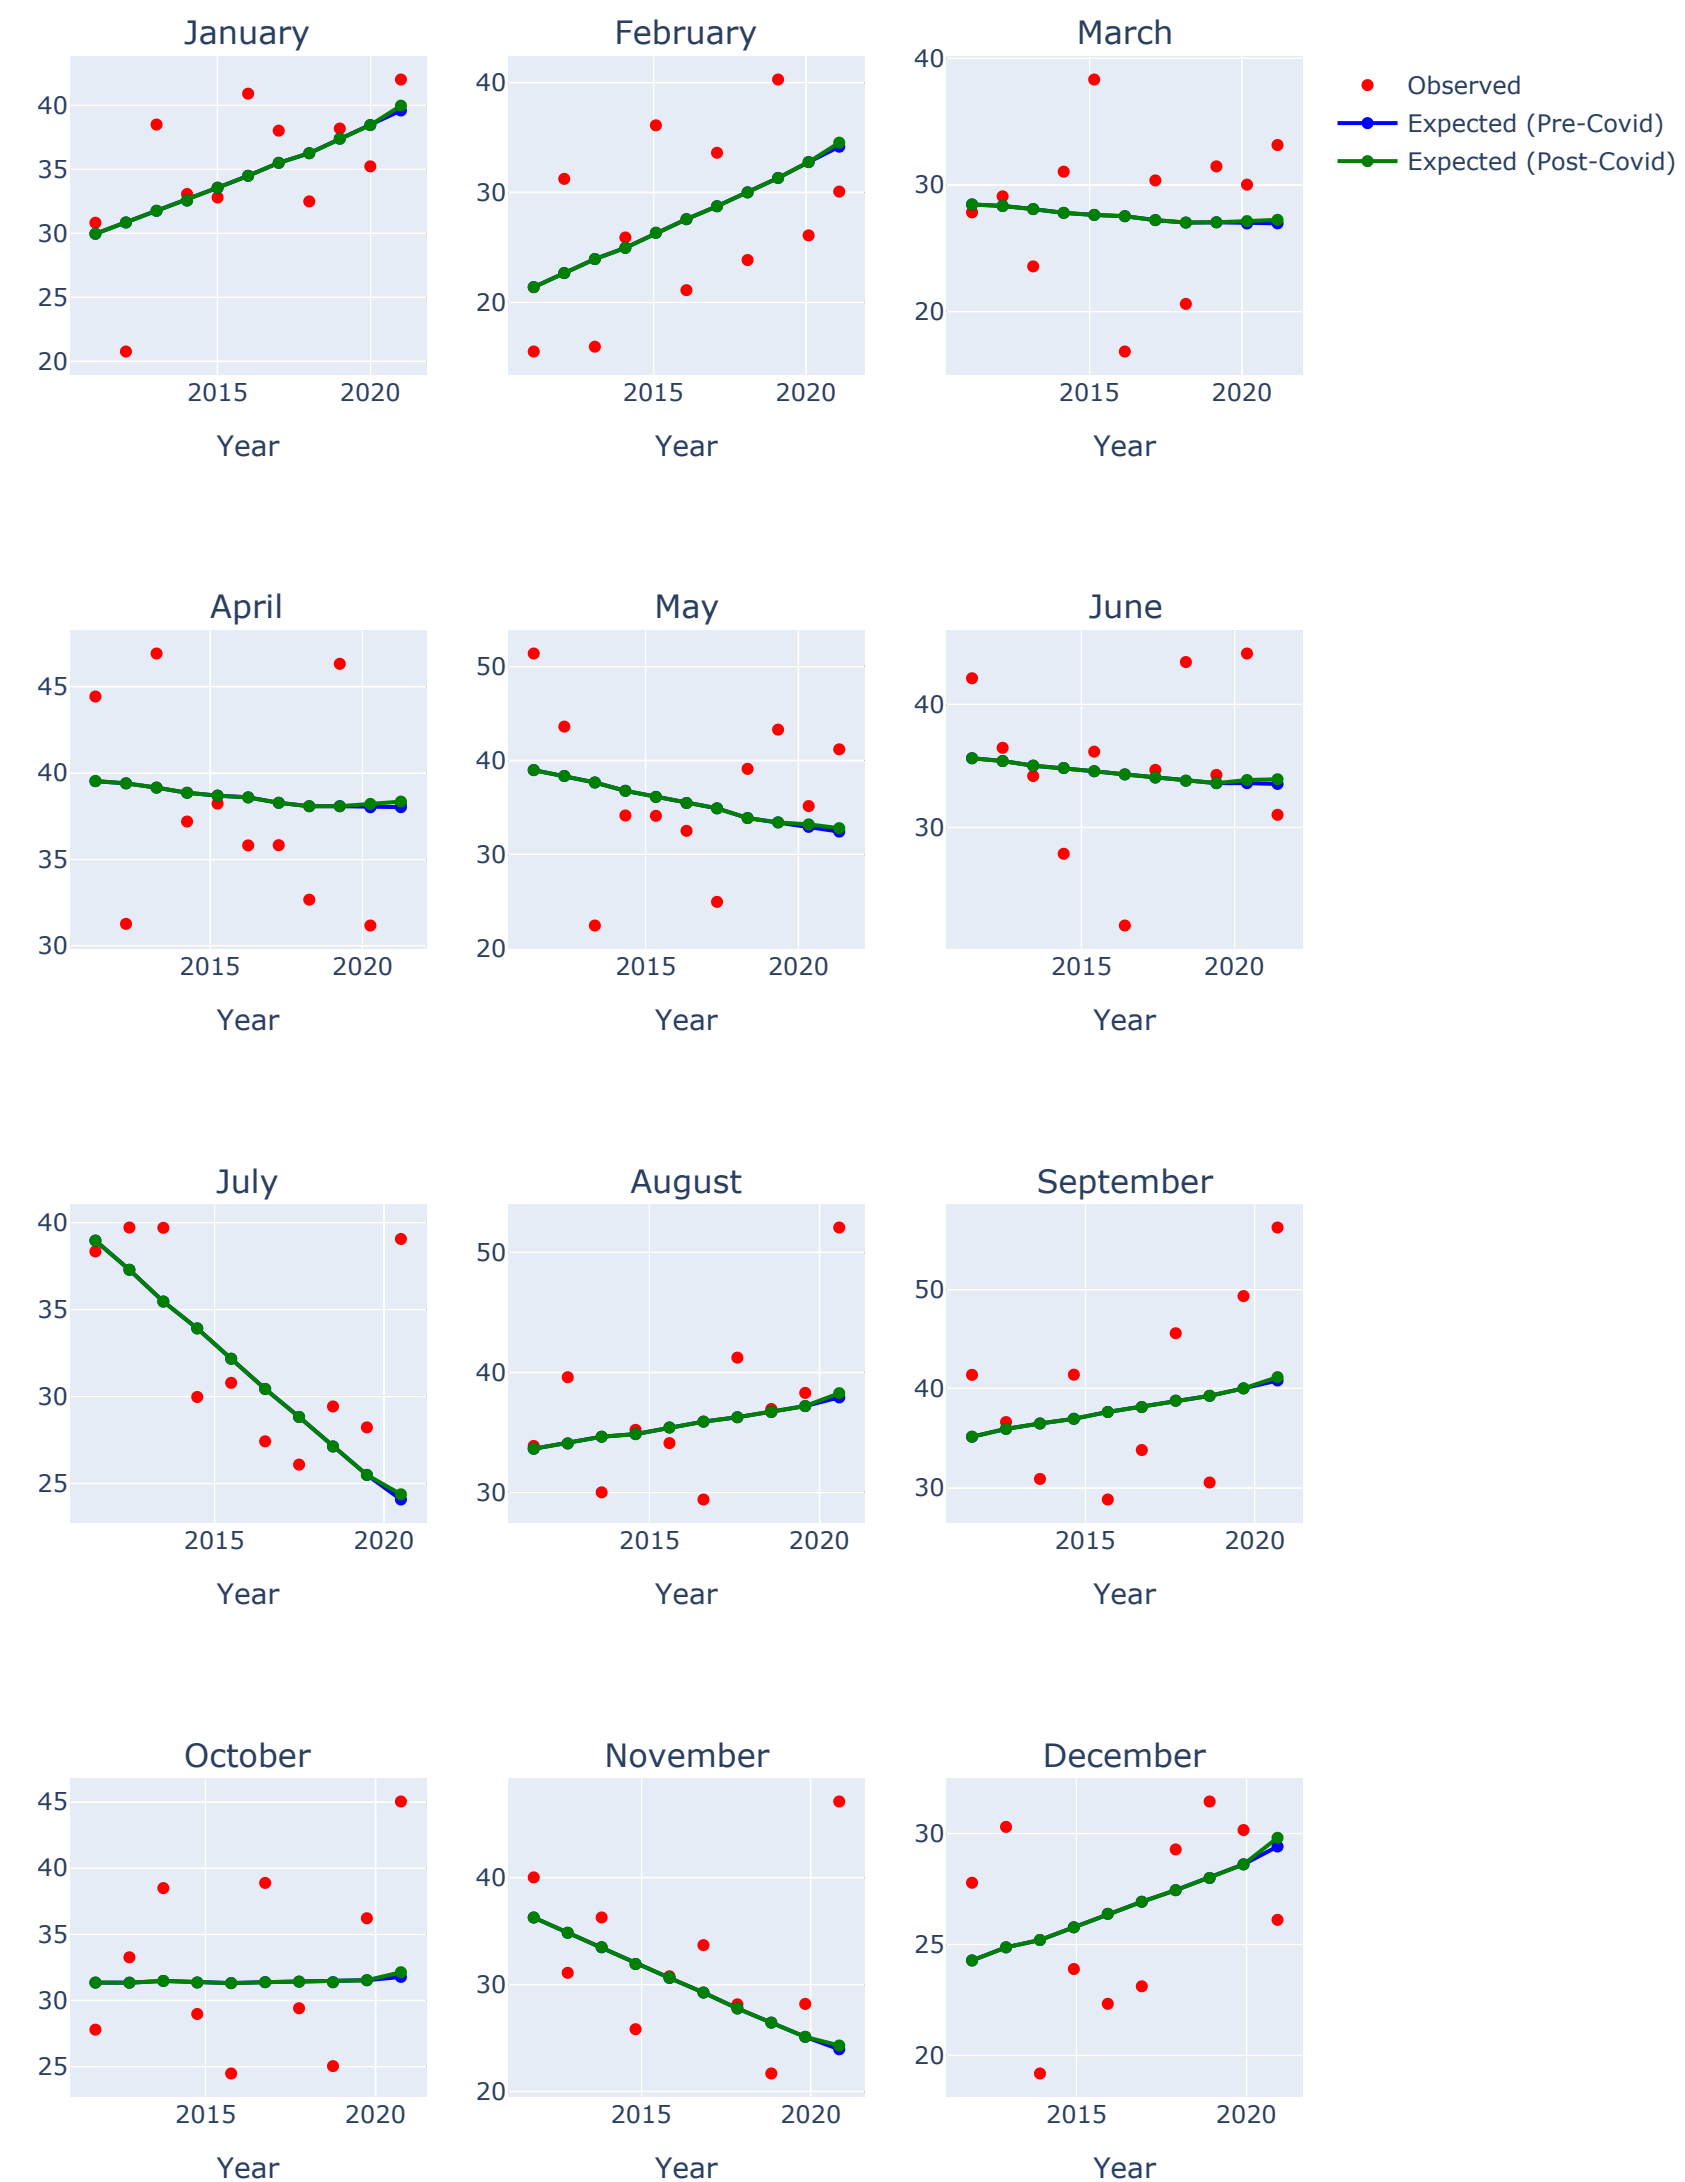 January
February
March
40
35
30
25
20
2015
2020
Year
40
30
20
2015
2020
Year
40
30
20
2015
2020
Year
Observed
Expected (Pre-Covid)
Expected (Post-Covid)
April
May
June
45
40
35
30
2015
2020
Year
50
40
30
20
2015
2020
Year
40
30
2015
2020
Year
July
August
September
40
35
30
25
2015
2020
Year
50
40
30
2015
2020
Year
50
40
30
2015
2020
Year
October
November
December
45
40
35
30
25
2015
2020
Year
40
30
20
2015
2020
Year
30
25
20
2015
2020
Year